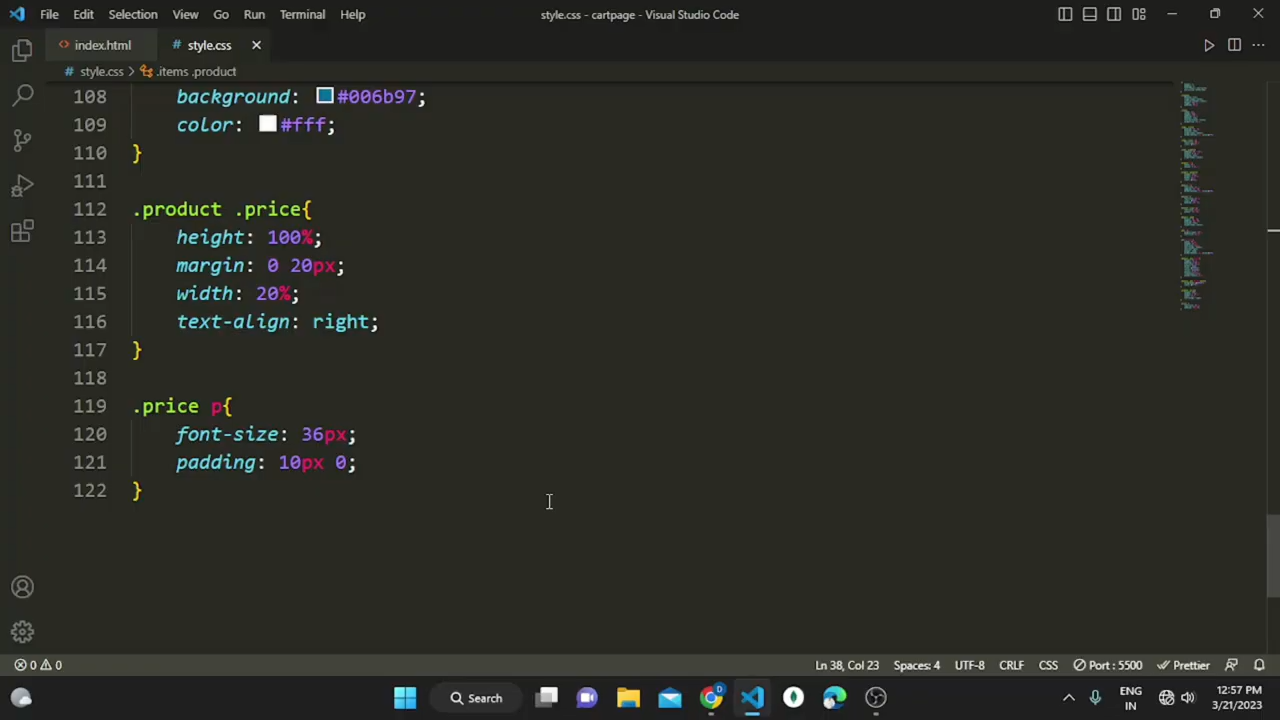 File Edit Selection View Go Run Terminal Help
style.css - cartpage - Visual Studio Code
index.html
# style.css
# style.css > .items .product
108 background: #006b97;
109 color: #fff;
110 }
111
112 .product .price{
113 height: 100%;
114 margin: 0 20px;
115 width: 20%;
116 text-align: right;
117 }
118
119 .price p{
120 font-size: 36px;
121 padding: 10px 0;
122 }
0 0
Ln 38, Col 23 Spaces: 4 UTF-8 CRLF CSS Port : 5500 Prettier
Search
D
ENG
IN
12:57 PM
3/21/2023